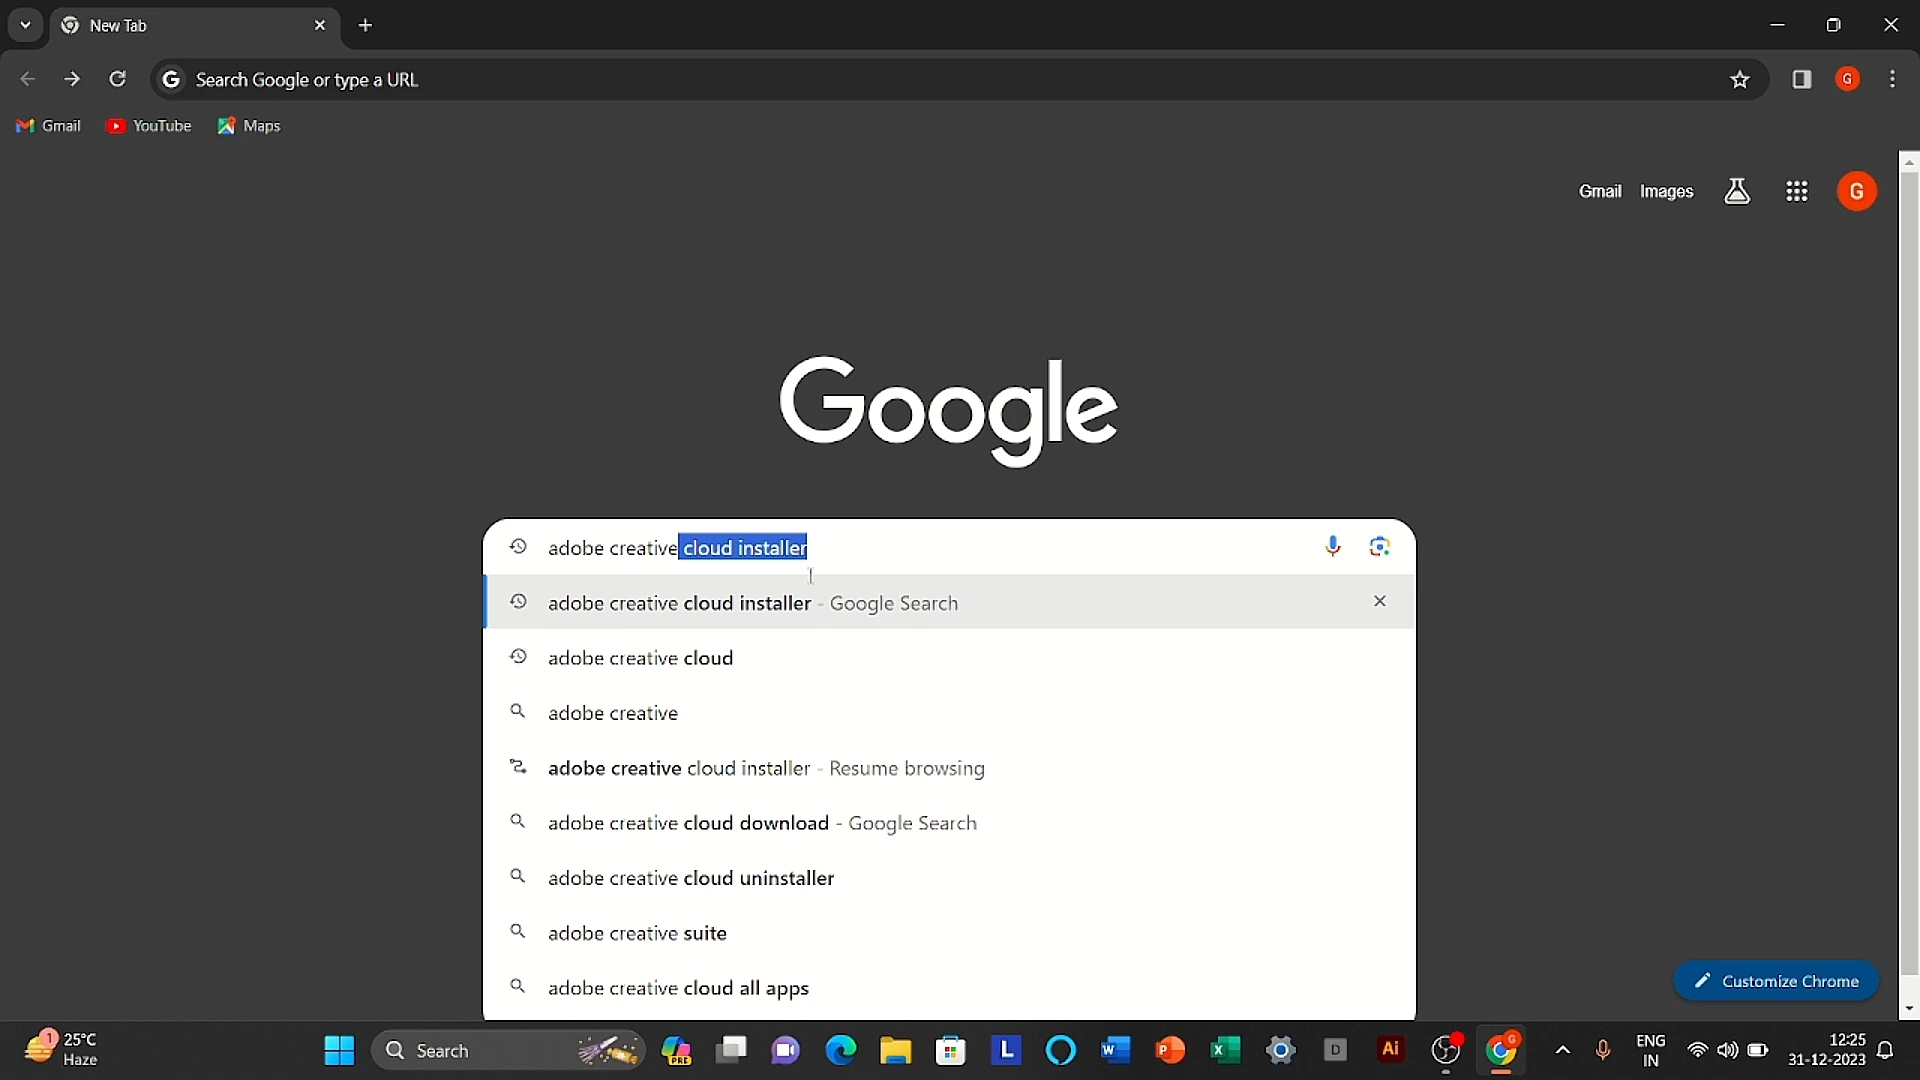 New Tab
Search Google or type a URL
G
Gmail
YouTube
Maps
Gmail
Images
G
Google
adobe creative cloud installer
adobe creative cloud installer - Google Search
adobe creative cloud
adobe creative
adobe creative cloud installer - Resume browsing
adobe creative cloud download - Google Search
adobe creative cloud uninstaller
adobe creative suite
adobe creative cloud all apps
Customize Chrome
1
25°C
Haze
Search
PRE
L
W
P
X
D
Ai
G
ENG
IN
12:25
31-12-2023